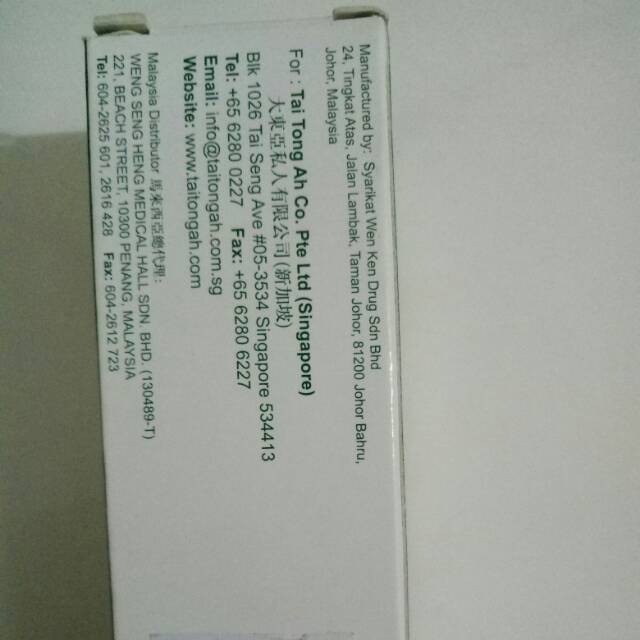 Manufactured by: Syarikat Wen Ken Drug Sdn Bhd
24, Tingkat Atas, Jalan Lambak, Taman Johor, 81200 Johor Bahru,
Johor, Malaysia
For : Tai Tong Ah Co. Pte Ltd (Singapore)
大東亞私人有限公司(新加坡)
Blk 1026 Tai Seng Ave #05-3534 Singapore 534413
Tel: +65 6280 0227 Fax: +65 6280 6227
Email: info@taitongah.com.sg
Website: www.taitongah.com
Malaysia Distributor 馬來西亞總代理:
WENG SENG HENG MEDICAL HALL SDN. BHD. (130489-T)
221, BEACH STREET, 10300 PENANG, MALAYSIA
Tel: 604-2625 601, 2616 428 Fax: 604-2612 723